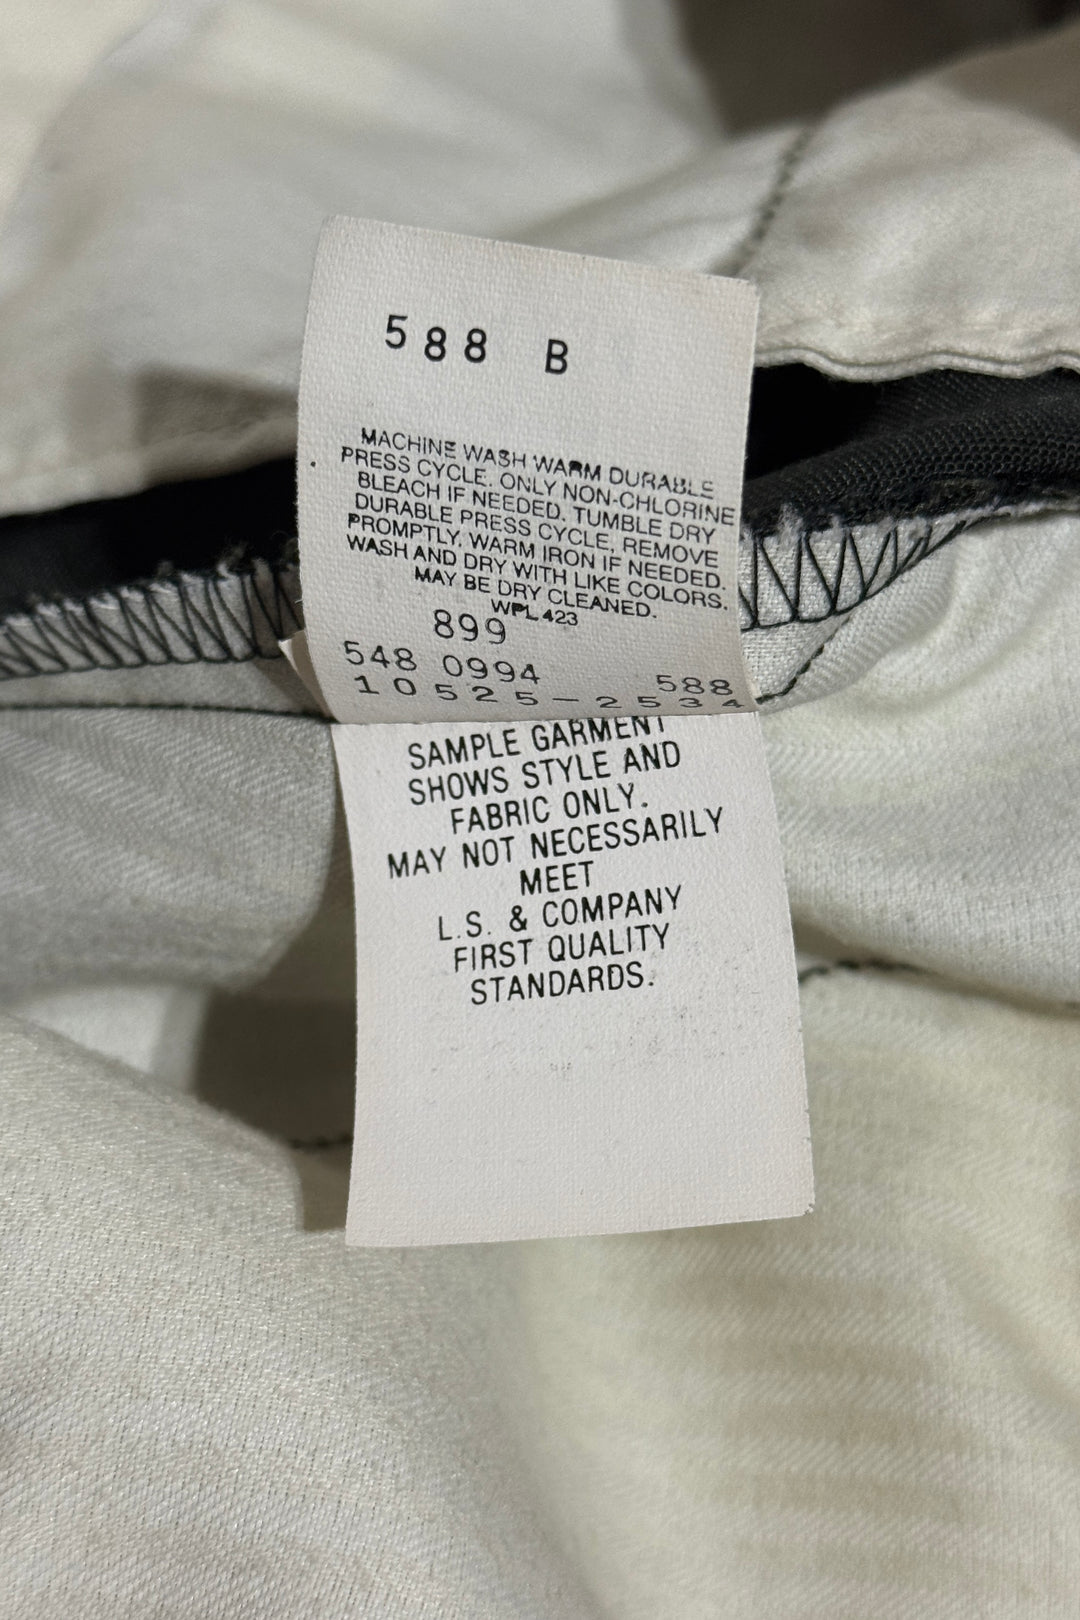 588 B
MACHINE WASH WARM DURABLE
PRESS CYCLE. ONLY NON-CHLORINE
BLEACH IF NEEDED. TUMBLE DRY
DURABLE PRESS CYCLE, REMOVE
PROMPTLY. WARM IRON IF NEEDED.
WASH AND DRY WITH LIKE COLORS.
MAY BE DRY CLEANED.
WPL 423
899
548 0994 588
10525-2534
SAMPLE GARMENT
SHOWS STYLE AND
FABRIC ONLY.
MAY NOT NECESSARILY
MEET
L.S. & COMPANY
FIRST QUALITY
STANDARDS.